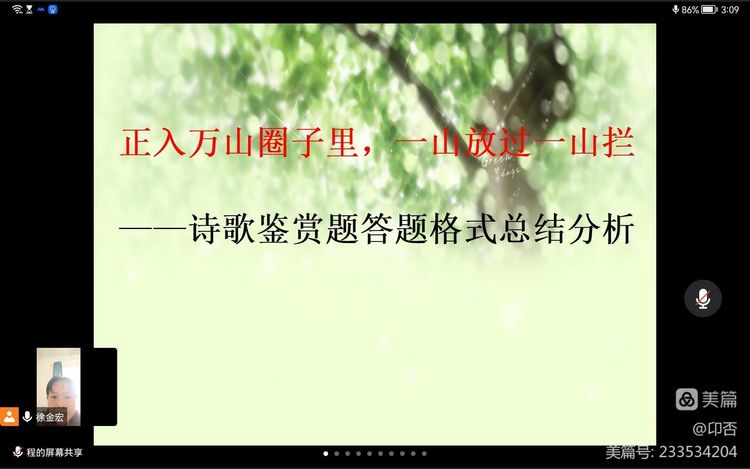 86% 3:09
正入万山圈子里，一山放过一山拦
Green
days
——诗歌鉴赏题答题格式总结分析
徐金宏
程的屏幕共享
美篇
@卬否
美篇号: 233534204